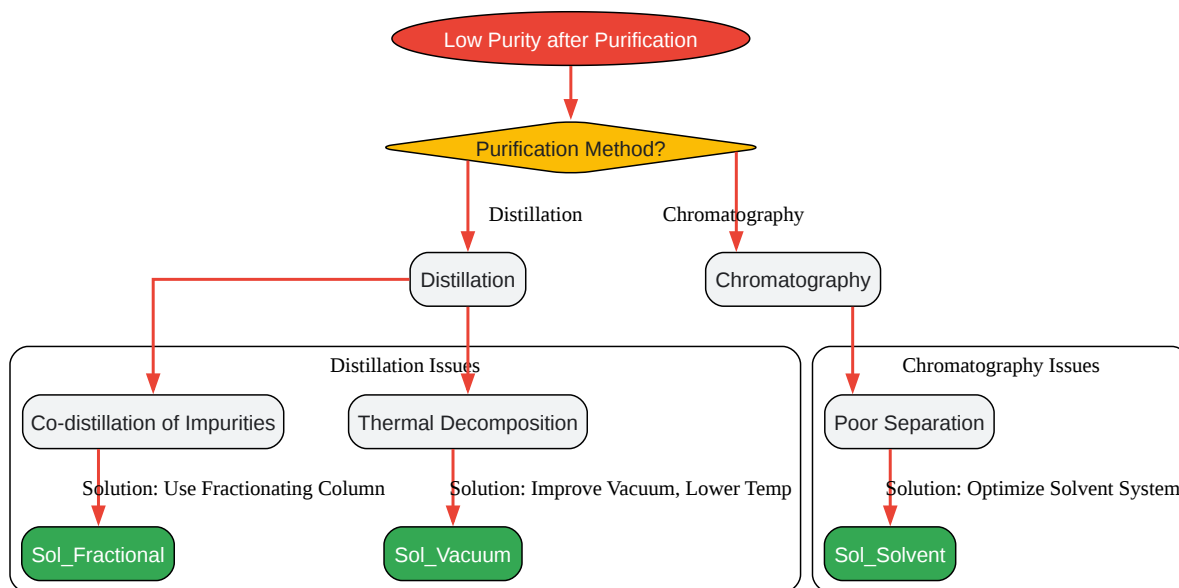 Low Purity after Purification
Purification Method?
Distillation
Chromatography
Distillation
Chromatography
Distillation Issues
Chromatography Issues
Co-distillation of Impurities
Thermal Decomposition
Poor Separation
Solution: Use Fractionating Column
Solution: Improve Vacuum, Lower Temp
Solution: Optimize Solvent System
Sol_Fractional
Sol_Vacuum
Sol_Solvent